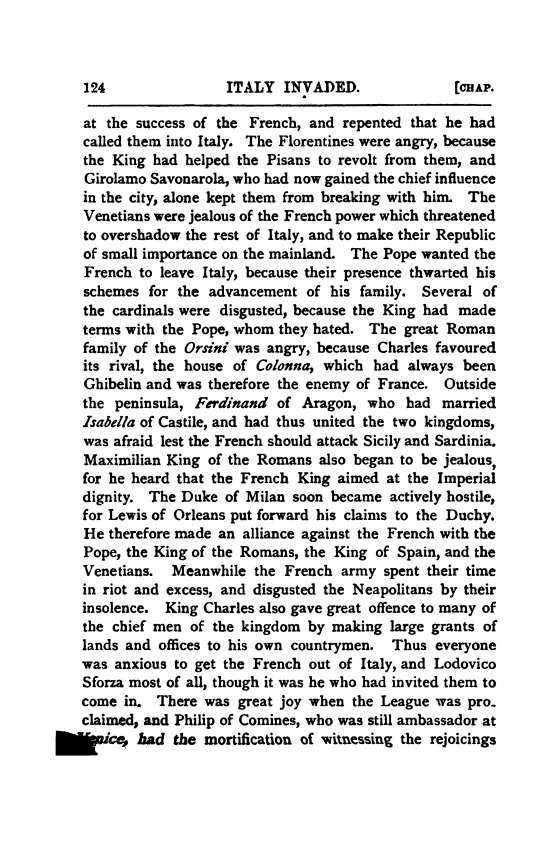 124 ITALY INVADED. [CHAP.
at the success of the French, and repented that he had
called them into Italy. The Florentines were angry, because
the King had helped the Pisans to revolt from them, and
Girolamo Savonarola, who had now gained the chief influence
in the city, alone kept them from breaking with him. The
Venetians were jealous of the French power which threatened
to overshadow the rest of Italy, and to make their Republic
of small importance on the mainland. The Pope wanted the
French to leave Italy, because their presence thwarted his
schemes for the advancement of his family. Several of
the cardinals were disgusted, because the King had made
terms with the Pope, whom they hated. The great Roman
family of the Orsini was angry, because Charles favoured
its rival, the house of Colonna, which had always been
Ghibelin and was therefore the enemy of France. Outside
the peninsula, Ferdinand of Aragon, who had married
Isabella of Castile, and had thus united the two kingdoms,
was afraid lest the French should attack Sicily and Sardinia.
Maximilian King of the Romans also began to be jealous,
for he heard that the French King aimed at the Imperial
dignity. The Duke of Milan soon became actively hostile,
for Lewis of Orleans put forward his claims to the Duchy.
He therefore made an alliance against the French with the
Pope, the King of the Romans, the King of Spain, and the
Venetians. Meanwhile the French army spent their time
in riot and excess, and disgusted the Neapolitans by their
insolence. King Charles also gave great offence to many of
the chief men of the kingdom by making large grants of
lands and offices to his own countrymen. Thus everyone
was anxious to get the French out of Italy, and Lodovico
Sforza most of all, though it was he who had invited them to
come in. There was great joy when the League was pro-
claimed, and Philip of Comines, who was still ambassador at
Venice, had the mortification of witnessing the rejoicings